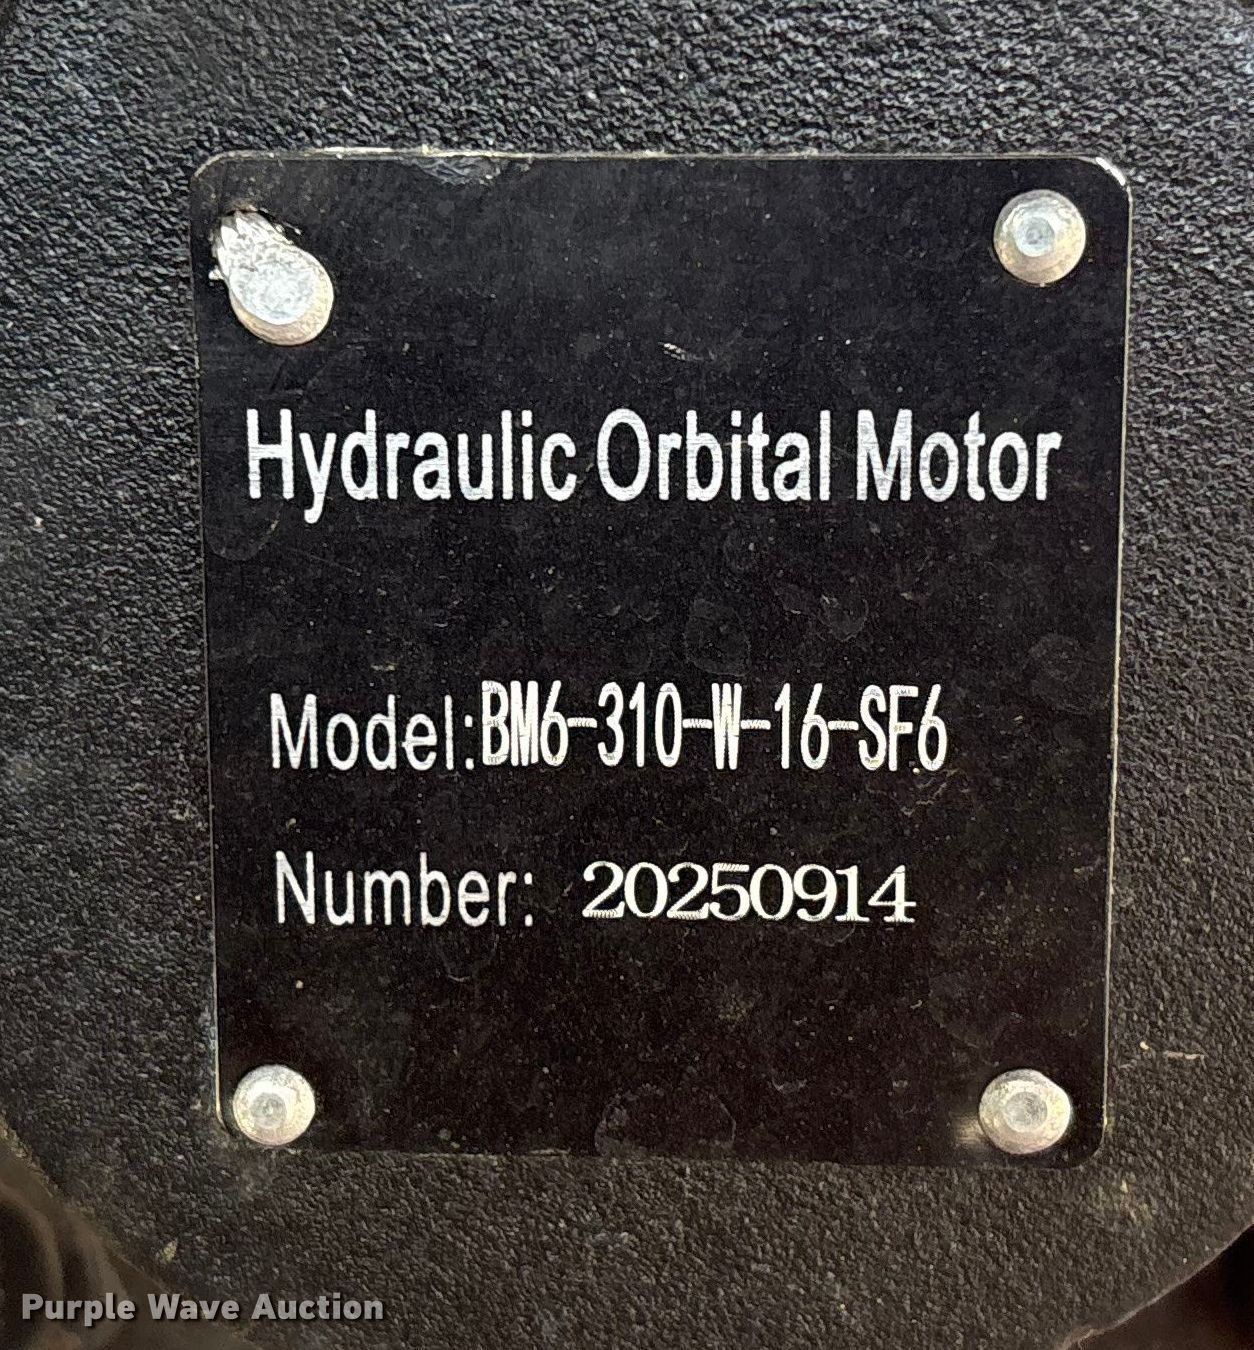 Hydraulic Orbital Motor
Model:BM6-310-W-16-SF6
Number: 20250914
Purple Wave Auction